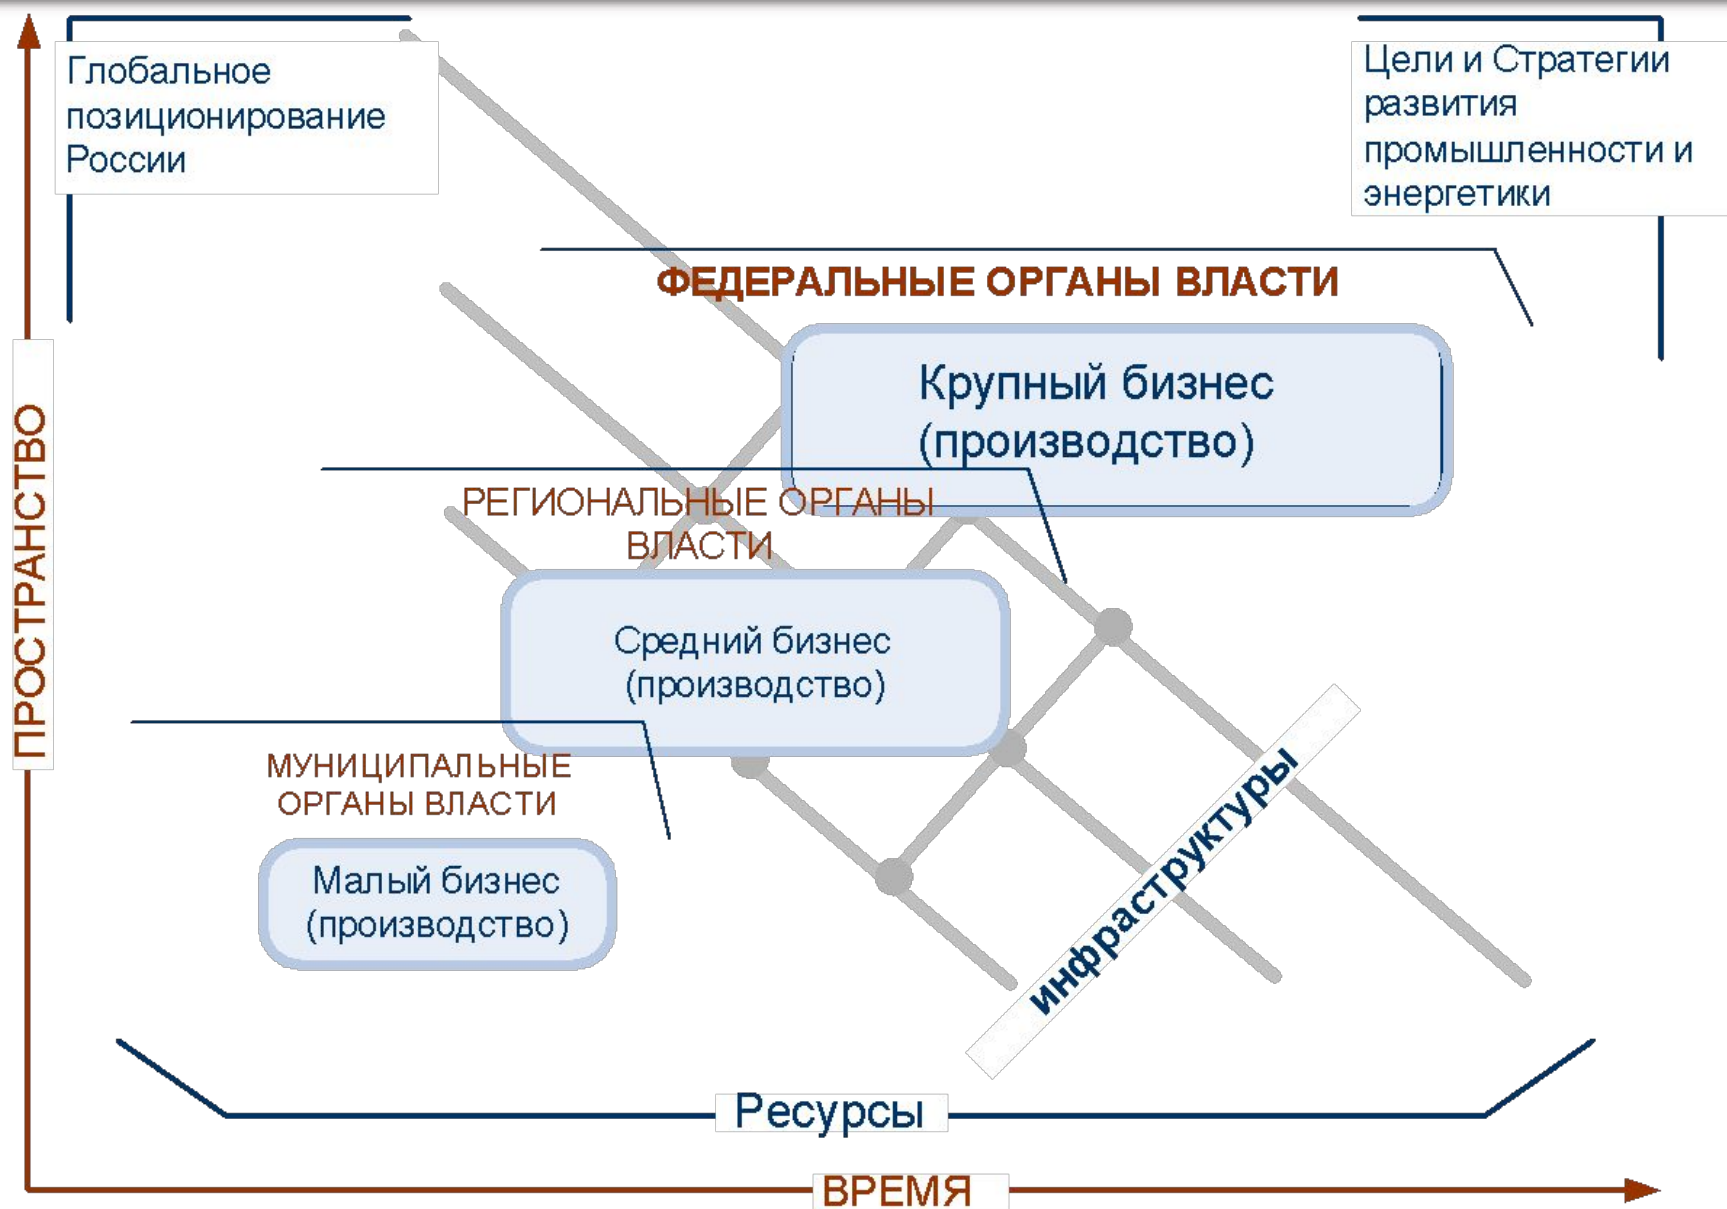 Глобальное
позиционирование
России
Цели и Стратегии
развития
промышленности и
энергетики
ФЕДЕРАЛЬНЫЕ ОРГАНЫ ВЛАСТИ
Крупный бизнес
(производство)
РЕГИОНАЛЬНЫЕ ОРГАНЫ
ВЛАСТИ
Средний бизнес
(производство)
МУНИЦИПАЛЬНЫЕ
ОРГАНЫ ВЛАСТИ
Малый бизнес
(производство)
инфраструктуры
ПРОСТРАНСТВО
Ресурсы
ВРЕМЯ